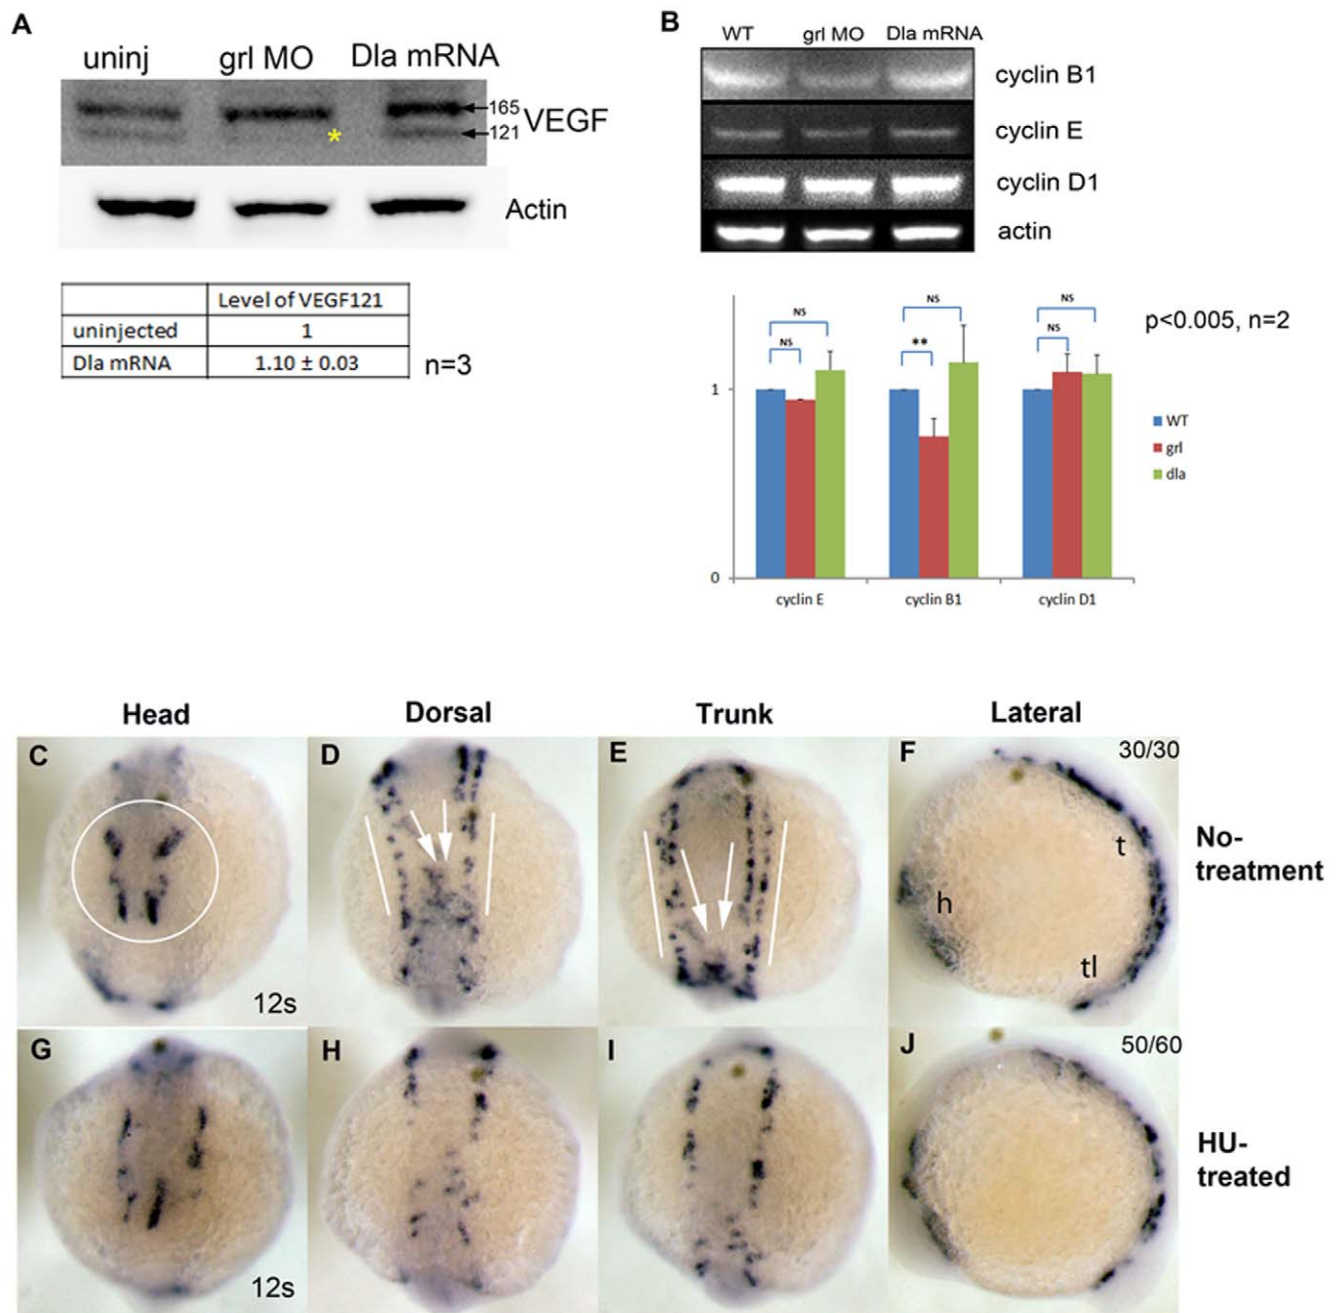 A
uninj grl MO Dla mRNA
165
121
VEGF
*
Actin
Level of VEGF121
uninjected 1
Dla mRNA 1.10 ± 0.03
n=3
B
WT grl MO Dla mRNA
cyclin B1
cyclin E
cyclin D1
actin
NS NS NS
NS ** NS
p<0.005, n=2
1
0
WT
grl
dla
cyclin E cyclin B1 cyclin D1
Head Dorsal Trunk Lateral
C D E F 30/30
t
h
tl
12s
No-
treatment
G H I J 50/60
12s
HU-
treated